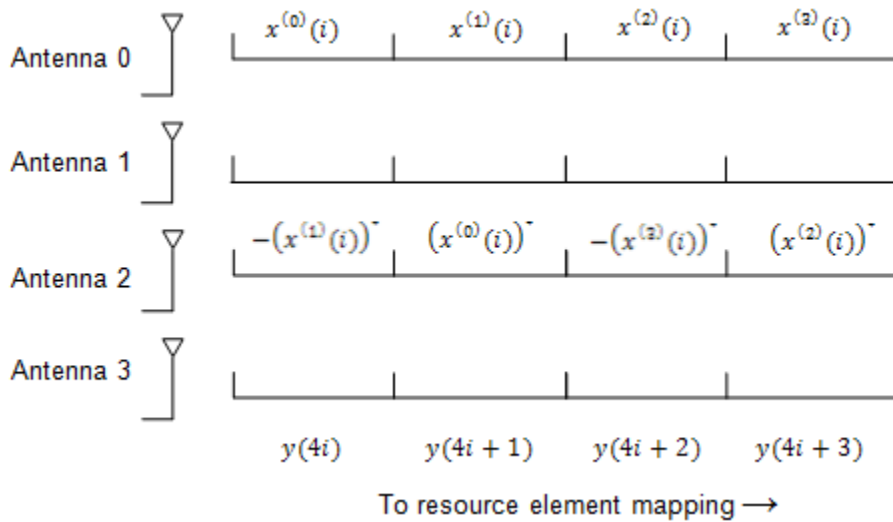 x⁽⁰⁾(i) x⁽¹⁾(i) x⁽²⁾(i) x⁽³⁾(i)
Antenna 0
Antenna 1
−(x⁽¹⁾(i))⁻ (x⁽⁰⁾(i))⁻ −(x⁽³⁾(i))⁻ (x⁽²⁾(i))⁻
Antenna 2
Antenna 3
y(4i) y(4i + 1) y(4i + 2) y(4i + 3)
To resource element mapping →